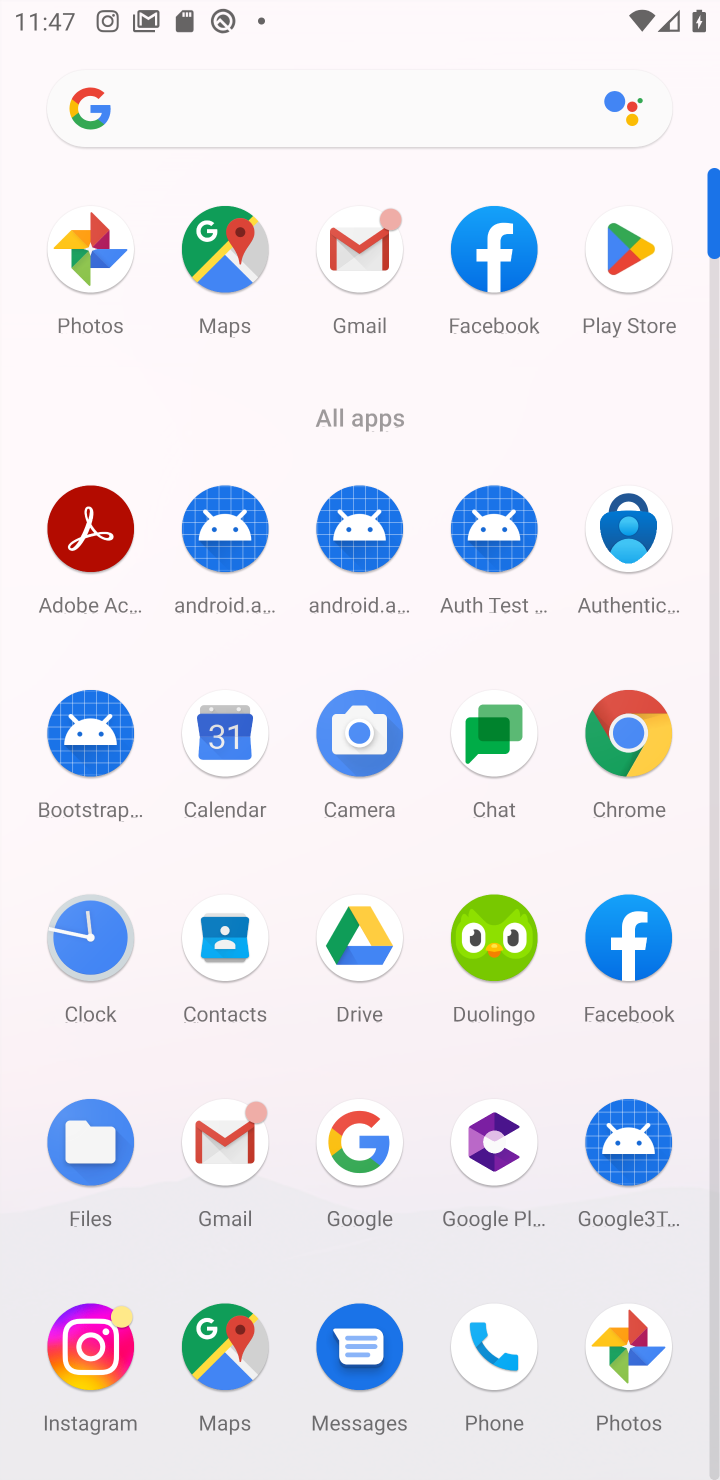 11:47
Photos Maps Gmail Facebook Play Store
All apps
Adobe Ac... android.a... android.a... Auth Test ... Authentic...
Bootstrap... Calendar Camera Chat Chrome
31
Clock Contacts Drive Duolingo Facebook
Files Gmail Google Google Pl... Google3T...
Instagram Maps Messages Phone Photos